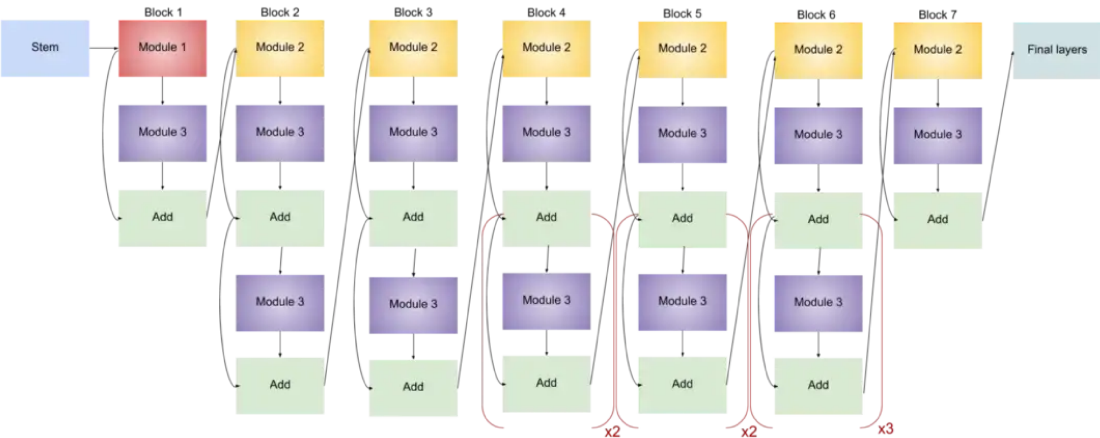 Block 1 Block 2 Block 3 Block 4 Block 5 Block 6 Block 7
Stem Module 1 Module 2 Module 2 Module 2 Module 2 Module 2 Module 2 Final layers
Module 3 Module 3 Module 3 Module 3 Module 3 Module 3 Module 3
Add Add Add Add Add Add Add
Module 3 Module 3 Module 3 Module 3 Module 3
Add Add Add Add Add
x2 x2 x3